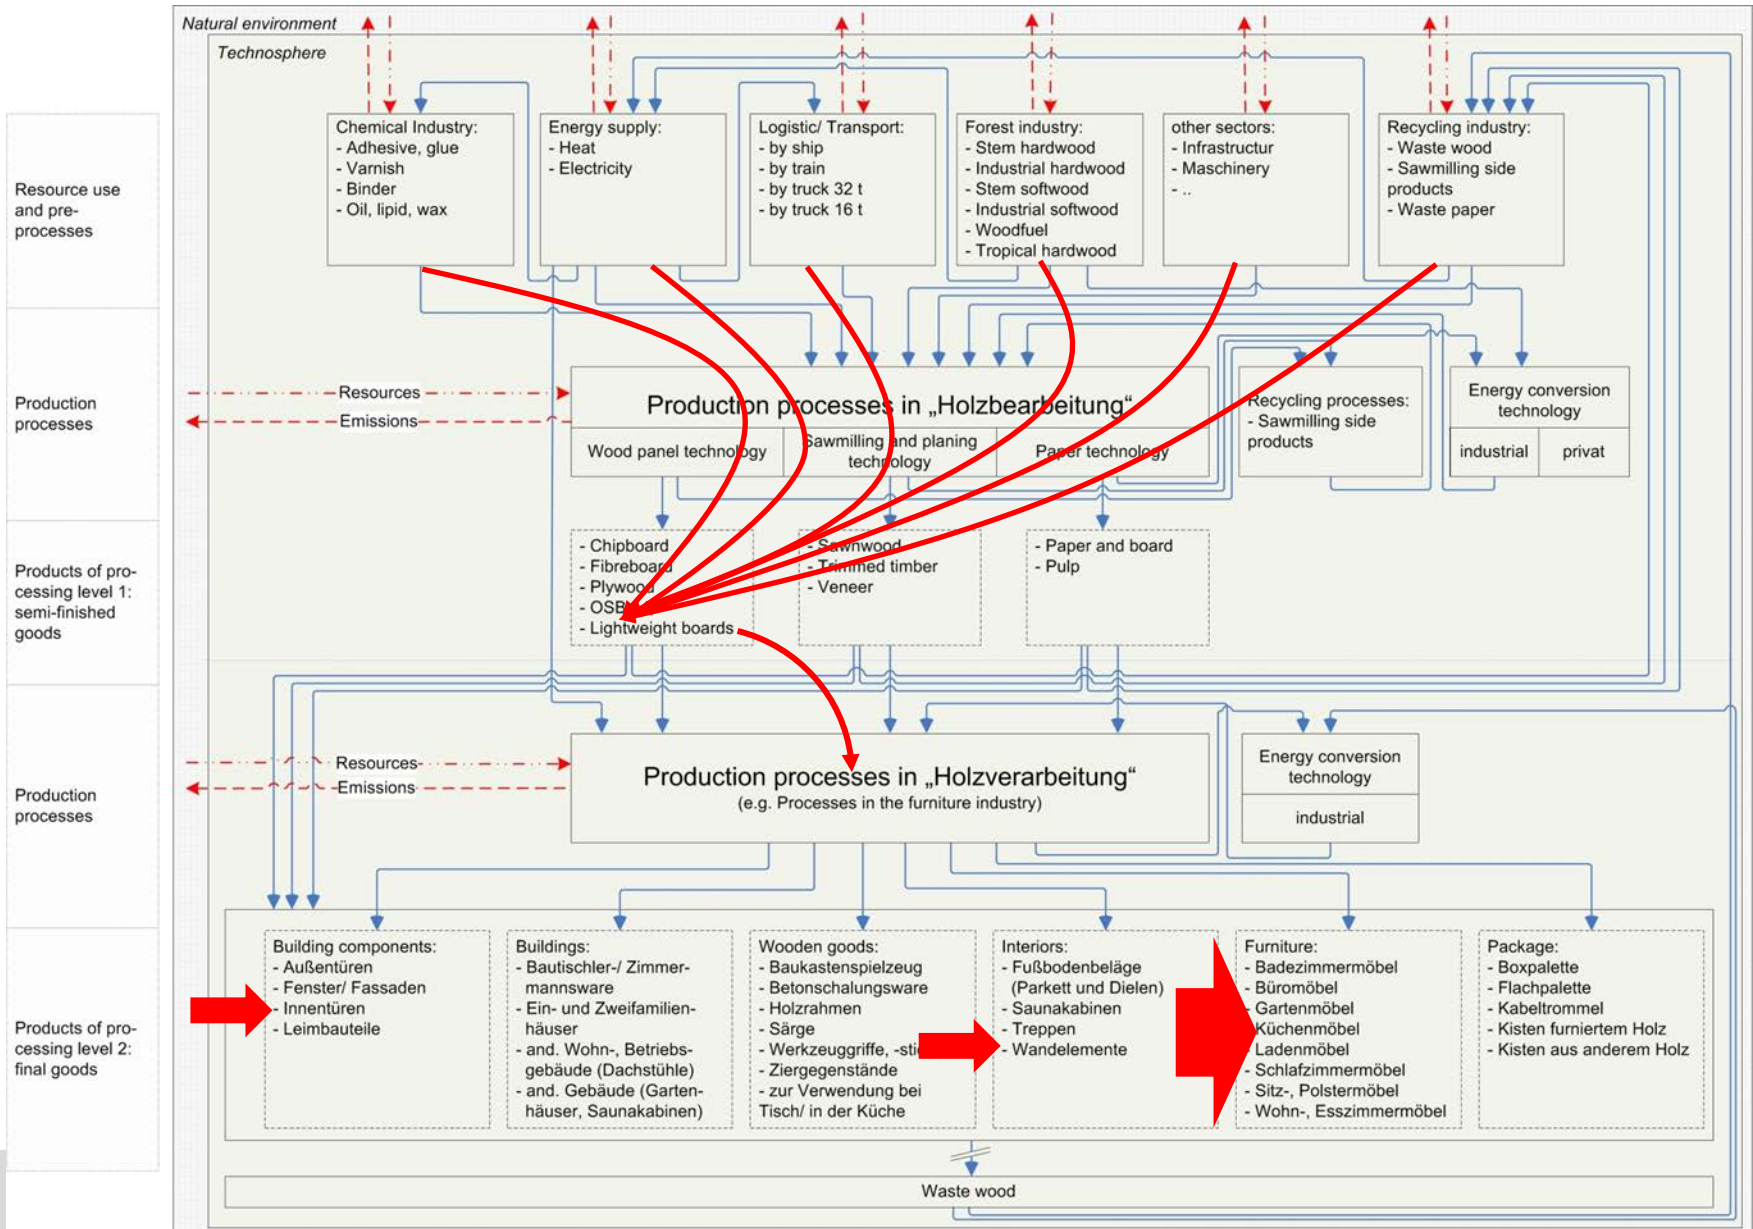 Natural environment
Technosphere
Resource use
and pre-
processes
Chemical Industry:
- Adhesive, glue
- Varnish
- Binder
- Oil, lipid, wax
Energy supply:
- Heat
- Electricity
Logistic/ Transport:
- by ship
- by train
- by truck 32 t
- by truck 16 t
Forest industry:
- Stem hardwood
- Industrial hardwood
- Stem softwood
- Industrial softwood
- Woodfuel
- Tropical hardwood
other sectors:
- Infrastructur
- Maschinery
- ..
Recycling industry:
- Waste wood
- Sawmilling side
products
- Waste paper
Production
processes
Resources
Emissions
Production processes in „Holzbearbeitung“
Wood panel technology
Sawmilling and planing
technology
Paper technology
Recycling processes:
- Sawmilling side
products
Energy conversion
technology
industrial
privat
Products of pro-
cessing level 1:
semi-finished
goods
- Chipboard
- Fibreboard
- Plywood
- OSB
- Lightweight boards
- Sawnwood
- Trimmed timber
- Veneer
- Paper and board
- Pulp
Production
processes
Resources
Emissions
Production processes in „Holzverarbeitung“
(e.g. Processes in the furniture industry)
Energy conversion
technology
industrial
Products of pro-
cessing level 2:
final goods
Building components:
- Außentüren
- Fenster/ Fassaden
- Innentüren
- Leimbauteile
Buildings:
- Bautischler-/ Zimmer-
mannsware
- Ein- und Zweifamilien-
häuser
- and. Wohn-, Betriebs-
gebäude (Dachstühle)
- and. Gebäude (Garten-
häuser, Saunakabinen)
Wooden goods:
- Baukastenspielzeug
- Betonschalungsware
- Holzrahmen
- Särge
- Werkzeuggriffe,
- Ziergegenstände
- zur Verwendung bei
Tisch/ in der Küche
Interiors:
- Fußbodenbeläge
(Parkett und Dielen)
- Saunakabinen
- Treppen
- Wandelemente
Furniture:
- Badezimmermöbel
- Büromöbel
- Gartenmöbel
Küchenmöbel
Ladenmöbel
- Schlafzimmermöbel
- Sitz-, Polstermöbel
- Wohn-, Esszimmermöbel
Package:
- Boxpalette
- Flachpalette
- Kabeltrommel
- Kisten furniertem Holz
- Kisten aus anderem Holz
Waste wood